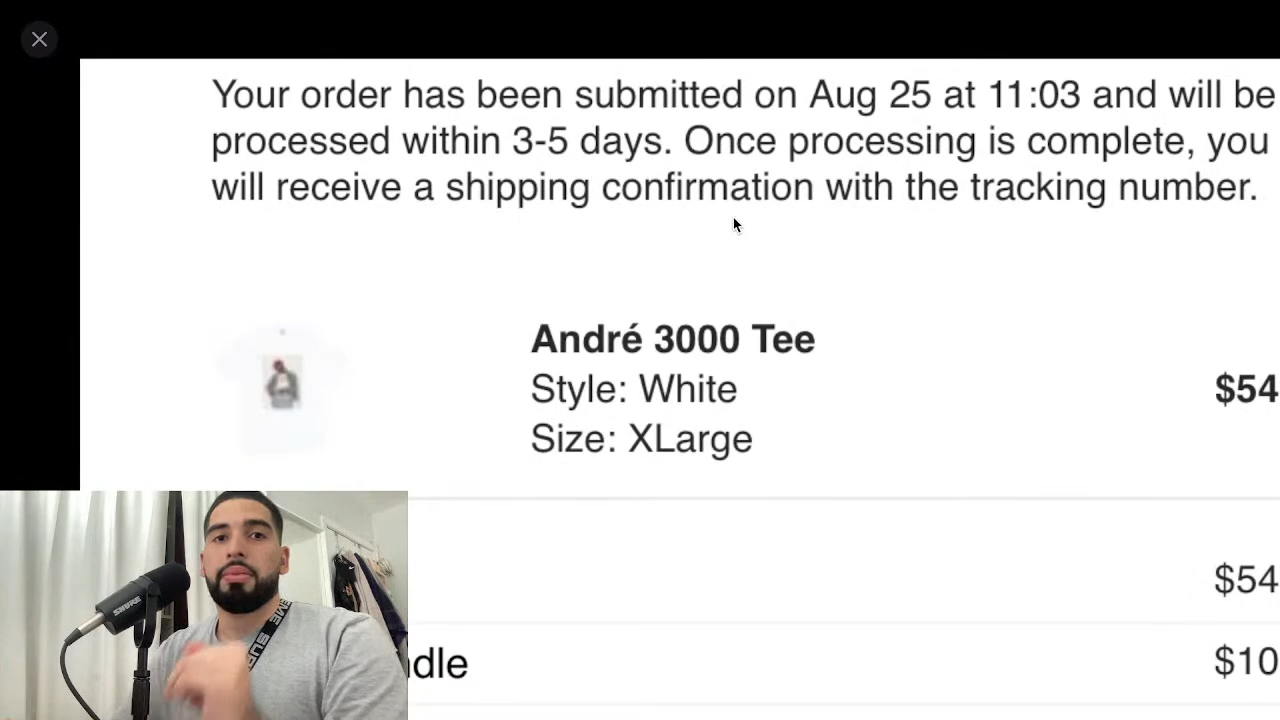 Your order has been submitted on Aug 25 at 11:03 and will be
processed within 3-5 days. Once processing is complete, you
will receive a shipping confirmation with the tracking number.
André 3000 Tee
Style: White
$54
Size: XLarge
$54
ndle
$10
SHURE